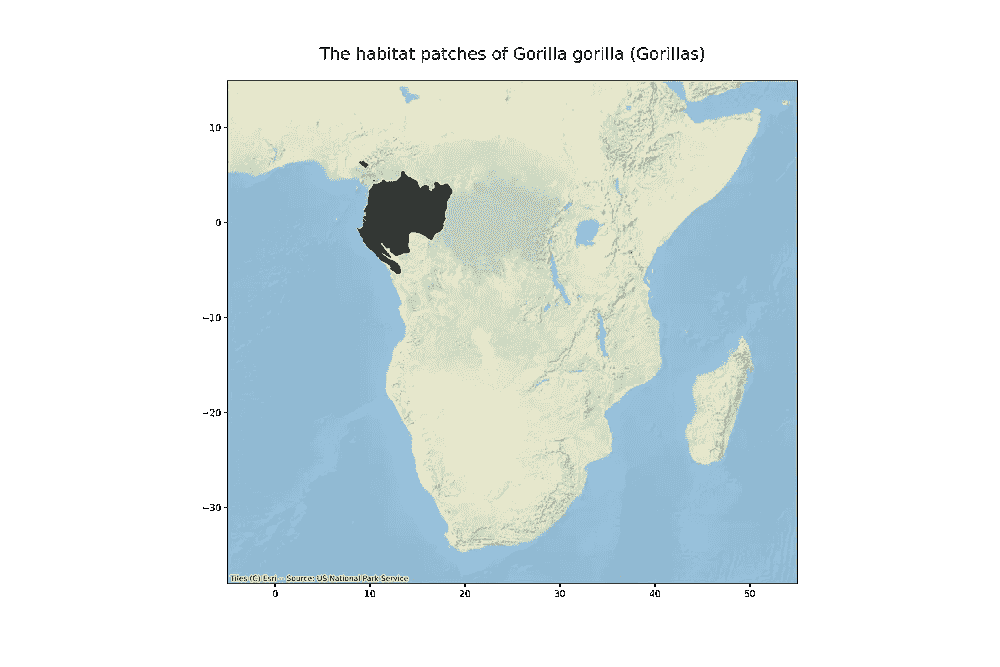 The habitat patches of Gorilla gorilla (Gorillas)
10
0
−10
−20
−30
Tiles (C) Esri -- Source: US National Park Service
0 10 20 30 40 50